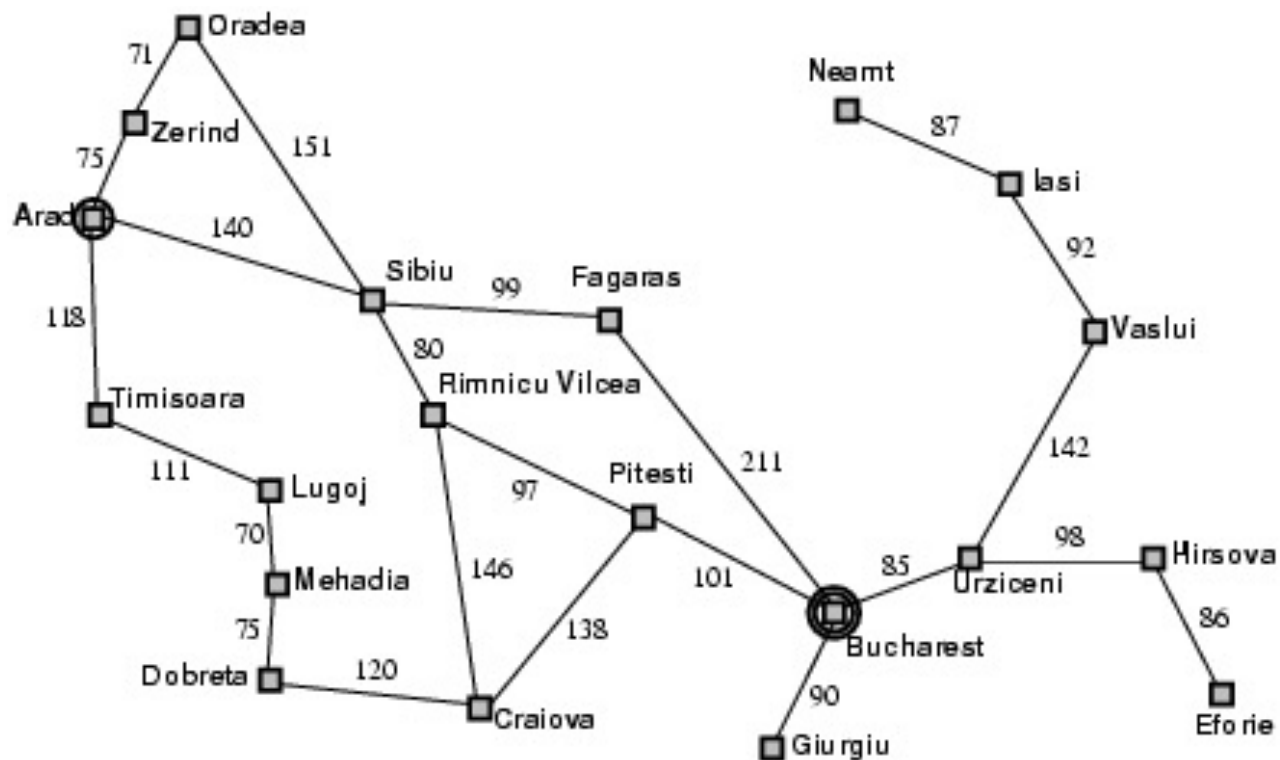 Oradea
71
Neamt
Zerind
87
75
151
Iasi
Arad
140
92
Sibiu
Fagaras
99
118
Vaslui
80
Timisoara
Rimnicu Vilcea
142
211
111
Lugoj
97
Pitesti
70
98
Hirsova
146
101
85
Mehadia
Urziceni
86
75
138
Bucharest
Dobreta
120
90
Craiova
Eforie
Giurgiu